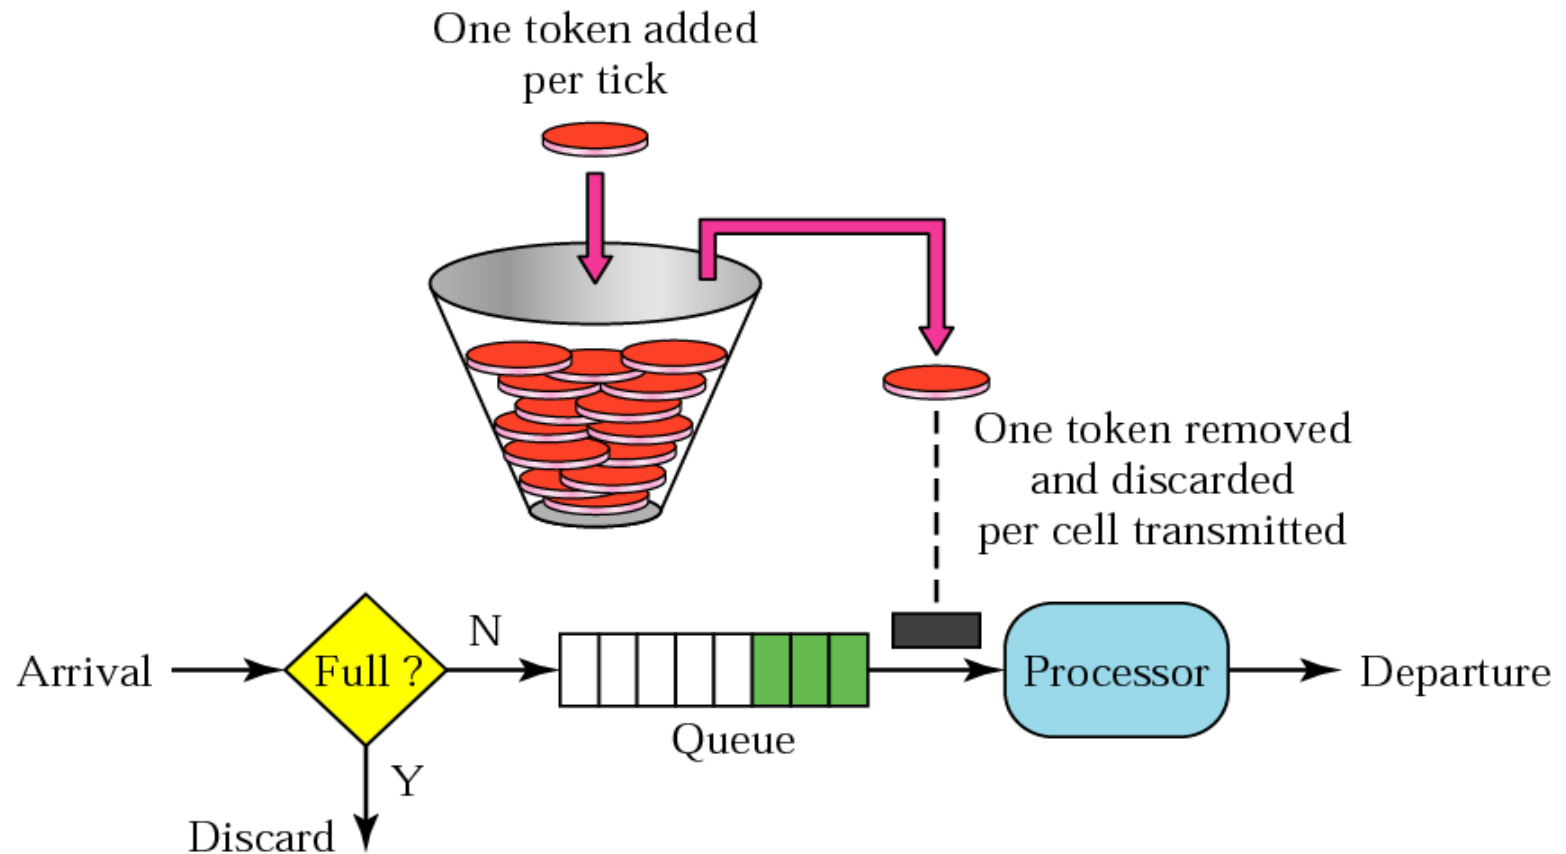 One token added
per tick
One token removed
and discarded
per cell transmitted
Arrival
Full ?
N
Queue
Processor
Departure
Y
Discard